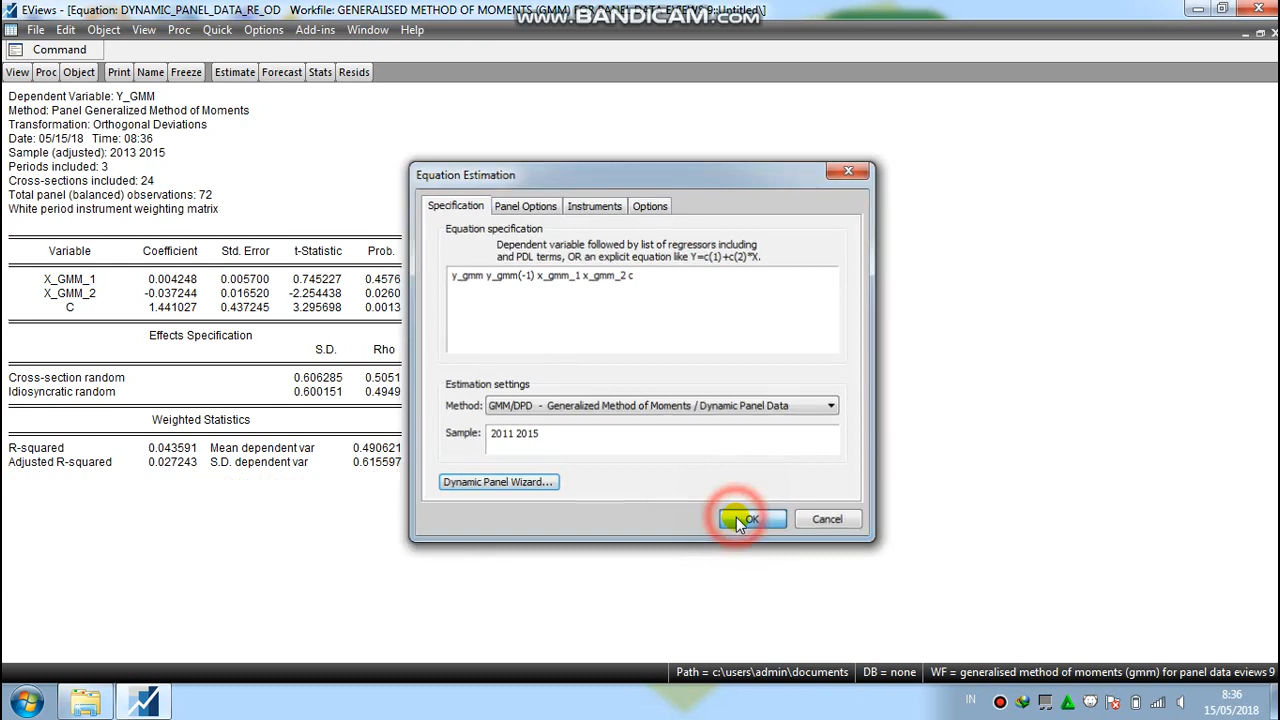 EViews - [Equation: DYNAMIC_PANEL_DATA_RE_OD Workfile: GENERALISED METHOD OF MOMENTS (GMM) FOR PANEL DATA EVIEWS 9::Untitled\]
www.BANDICAM.com
File Edit Object View Proc Quick Options Add-ins Window Help
Command
View Proc Object Print Name Freeze Estimate Forecast Stats Resids
Dependent Variable: Y_GMM
Method: Panel Generalized Method of Moments
Transformation: Orthogonal Deviations
Date: 05/15/18 Time: 08:36
Sample (adjusted): 2013 2015
Periods included: 3
Cross-sections included: 24
Total panel (balanced) observations: 72
White period instrument weighting matrix
Variable Coefficient Std. Error t-Statistic Prob.
X_GMM_1 0.004248 0.005700 0.745227 0.4576
X_GMM_2 -0.037244 0.016520 -2.254438 0.0260
C 1.441027 0.437245 3.295698 0.0013
Effects Specification
S.D. Rho
Cross-section random 0.606285 0.5051
Idiosyncratic random 0.600151 0.4949
Weighted Statistics
R-squared 0.043591 Mean dependent var 0.490621
Adjusted R-squared 0.027243 S.D. dependent var 0.615597
Equation Estimation
Specification Panel Options Instruments Options
Equation specification
Dependent variable followed by list of regressors including
and PDL terms, OR an explicit equation like Y=c(1)+c(2)*X.
y_gmm y_gmm(-1) x_gmm_1 x_gmm_2 c
Estimation settings
Method: GMM/DPD - Generalized Method of Moments / Dynamic Panel Data
Sample: 2011 2015
Dynamic Panel Wizard...
OK Cancel
Path = c:\users\admin\documents DB = none WF = generalised method of moments (gmm) for panel data eviews 9
IN 8:36
15/05/2018